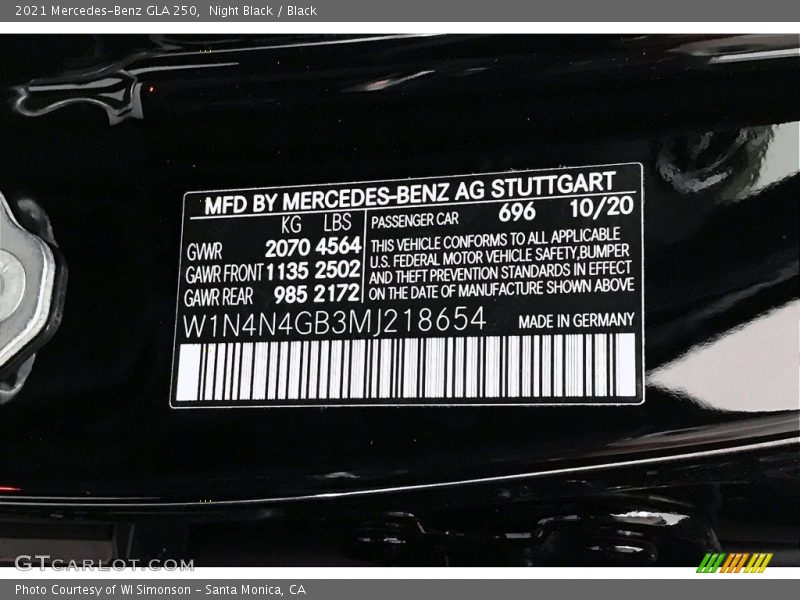 2021 Mercedes-Benz GLA 250,  Night Black / Black
MFD BY MERCEDES-BENZ AG STUTTGART
KG LBS PASSENGER CAR 696 10/20
GWR 2070 4564
GAWR FRONT 1135 2502
GAWR REAR 985 2172
THIS VEHICLE CONFORMS TO ALL APPLICABLE
U.S. FEDERAL MOTOR VEHICLE SAFETY,BUMPER
AND THEFT PREVENTION STANDARDS IN EFFECT
ON THE DATE OF MANUFACTURE SHOWN ABOVE
W1N4N4GB3MJ218654 MADE IN GERMANY
GTCARLOT.COM
Photo Courtesy of WI Simonson - Santa Monica, CA